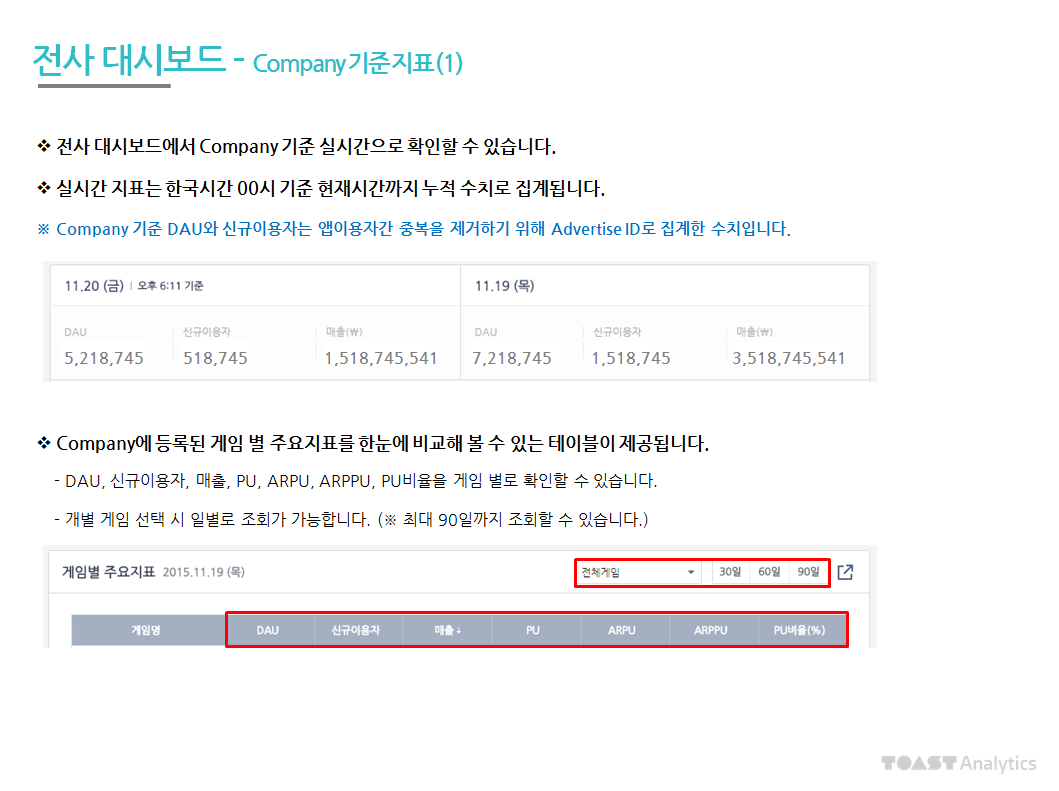 전사 대시보드 - Company기준지표(1)
❖ 전사 대시보드에서 Company 기준 실시간으로 확인할 수 있습니다.
❖ 실시간 지표는 한국시간 00시 기준 현재시간까지 누적 수치로 집계됩니다.
※ Company 기준 DAU와 신규이용자는 앱이용자간 중복을 제거하기 위해 Advertise ID로 집계한 수치입니다.
11.20 (금) | 오후 6:11 기준 11.19 (목)
DAU 신규이용자 매출(₩) DAU 신규이용자 매출(₩)
5,218,745 518,745 1,518,745,541 7,218,745 1,518,745 3,518,745,541
❖ Company에 등록된 게임 별 주요지표를 한눈에 비교해 볼 수 있는 테이블이 제공됩니다.
- DAU, 신규이용자, 매출, PU, ARPU, ARPPU, PU비율을 게임 별로 확인할 수 있습니다.
- 개별 게임 선택 시 일별로 조회가 가능합니다. (※ 최대 90일까지 조회할 수 있습니다.)
게임별 주요지표 2015.11.19 (목) 전체게임 30일 60일 90일
게임명 DAU 신규이용자 매출↓ PU ARPU ARPPU PU비율(%)
TOAST Analytics